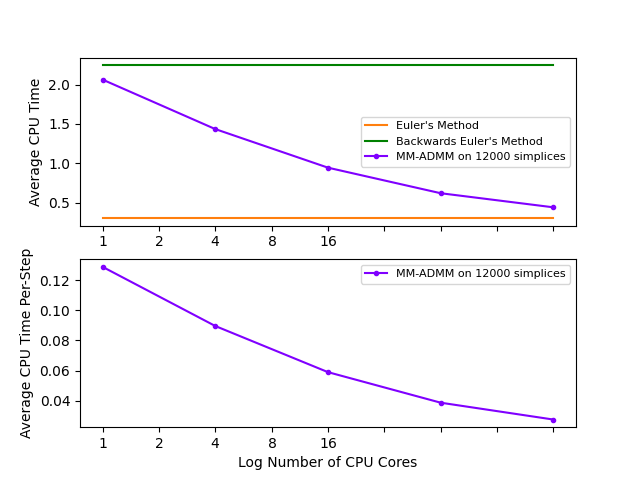 2.0
1.5
1.0
0.5
Average CPU Time
Euler's Method
Backwards Euler's Method
MM-ADMM on 12000 simplices
1 2 4 8 16
0.12
0.10
0.08
0.06
0.04
Average CPU Time Per-Step
MM-ADMM on 12000 simplices
1 2 4 8 16
Log Number of CPU Cores